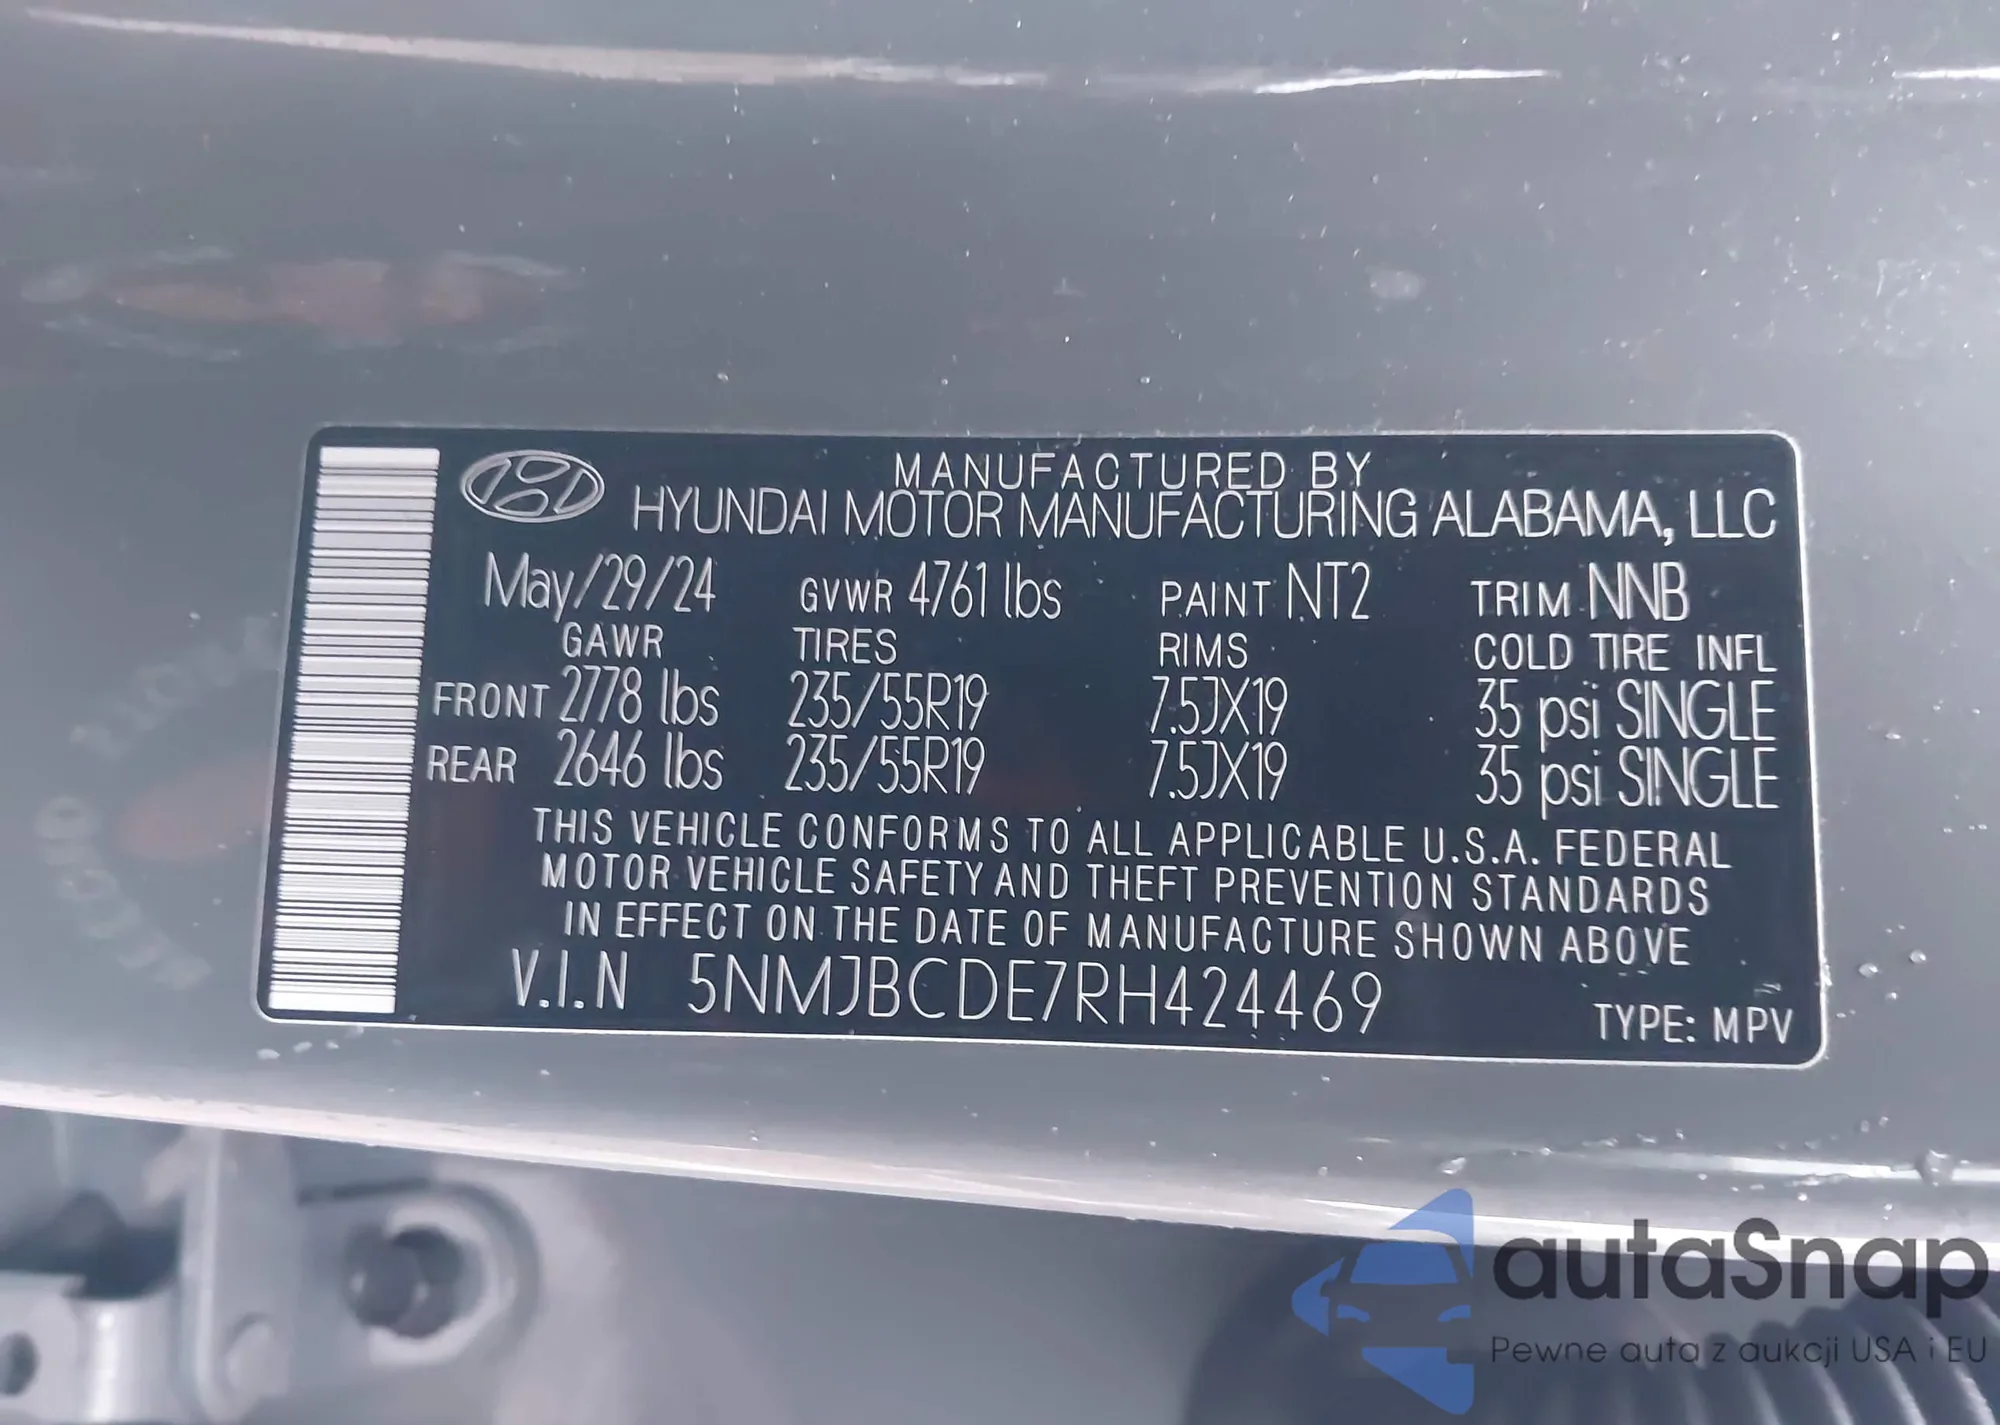 MANUFACTURED BY
HYUNDAI MOTOR MANUFACTURING ALABAMA, LLC
May/29/24 GVWR 4761 lbs PAINT NT2 TRIM NNB
GAWR TIRES RIMS COLD TIRE INFL
FRONT 2778 lbs 235/55R19 7.5JX19 35 psi SINGLE
REAR 2646 lbs 235/55R19 7.5JX19 35 psi SINGLE
THIS VEHICLE CONFORMS TO ALL APPLICABLE U.S.A. FEDERAL
MOTOR VEHICLE SAFETY AND THEFT PREVENTION STANDARDS
IN EFFECT ON THE DATE OF MANUFACTURE SHOWN ABOVE
V.I.N 5NMJBCDE7RH424469
TYPE: MPV
autaSnap
Pewne auta z aukcji USA i EU